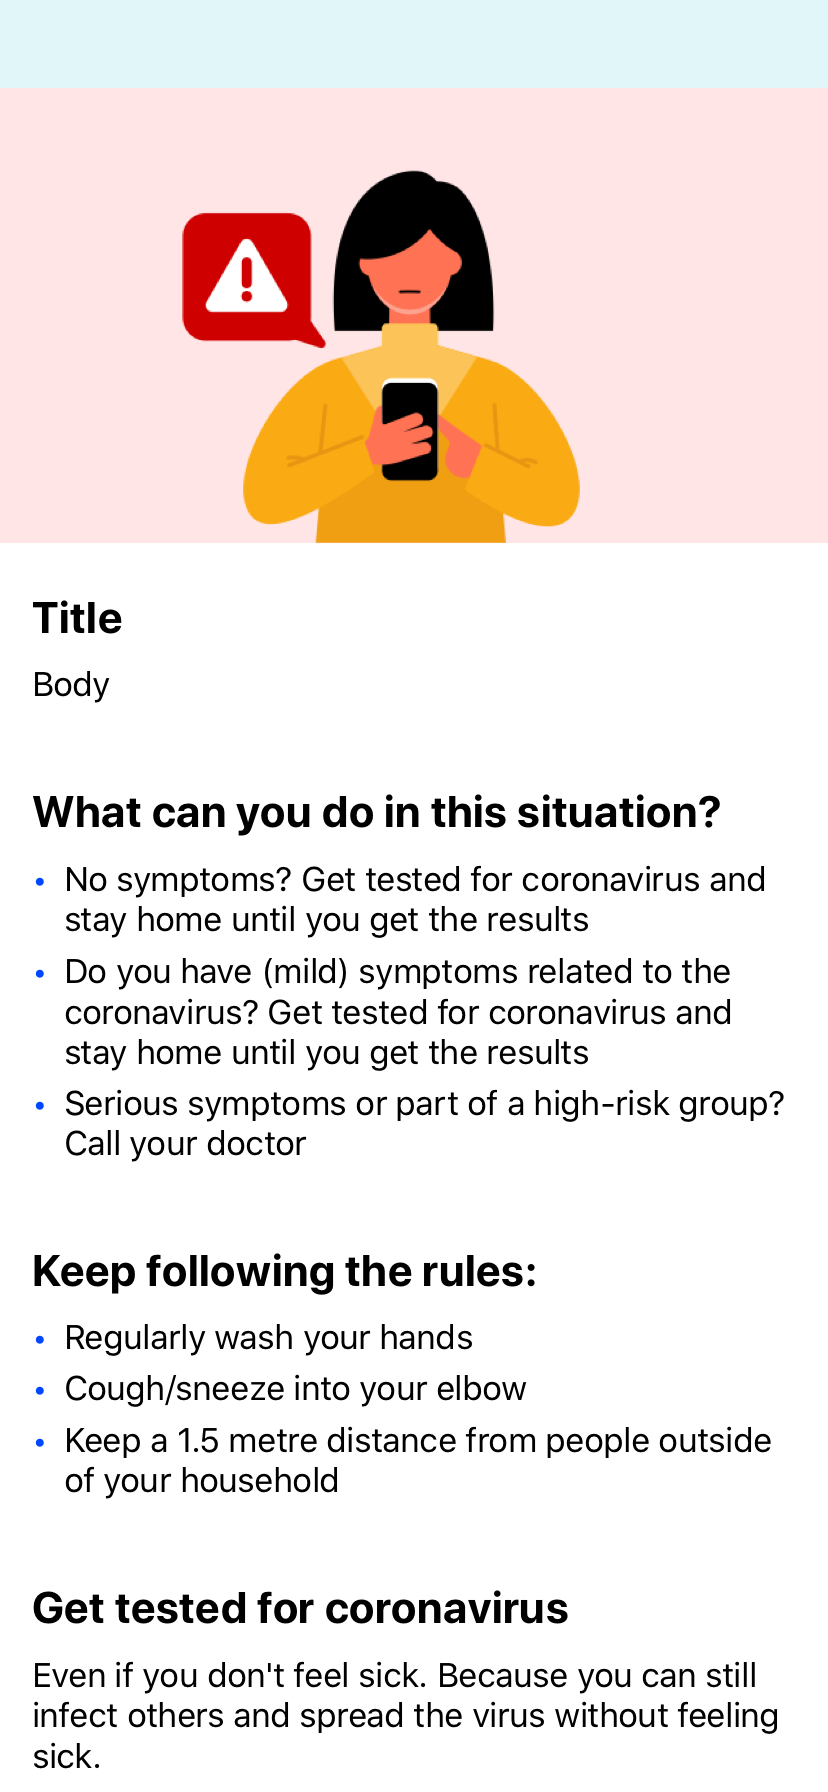 Title
Body
What can you do in this situation?
• No symptoms? Get tested for coronavirus and
stay home until you get the results
• Do you have (mild) symptoms related to the
coronavirus? Get tested for coronavirus and
stay home until you get the results
• Serious symptoms or part of a high-risk group?
Call your doctor
Keep following the rules:
• Regularly wash your hands
• Cough/sneeze into your elbow
• Keep a 1.5 metre distance from people outside
of your household
Get tested for coronavirus
Even if you don't feel sick. Because you can still
infect others and spread the virus without feeling
sick.